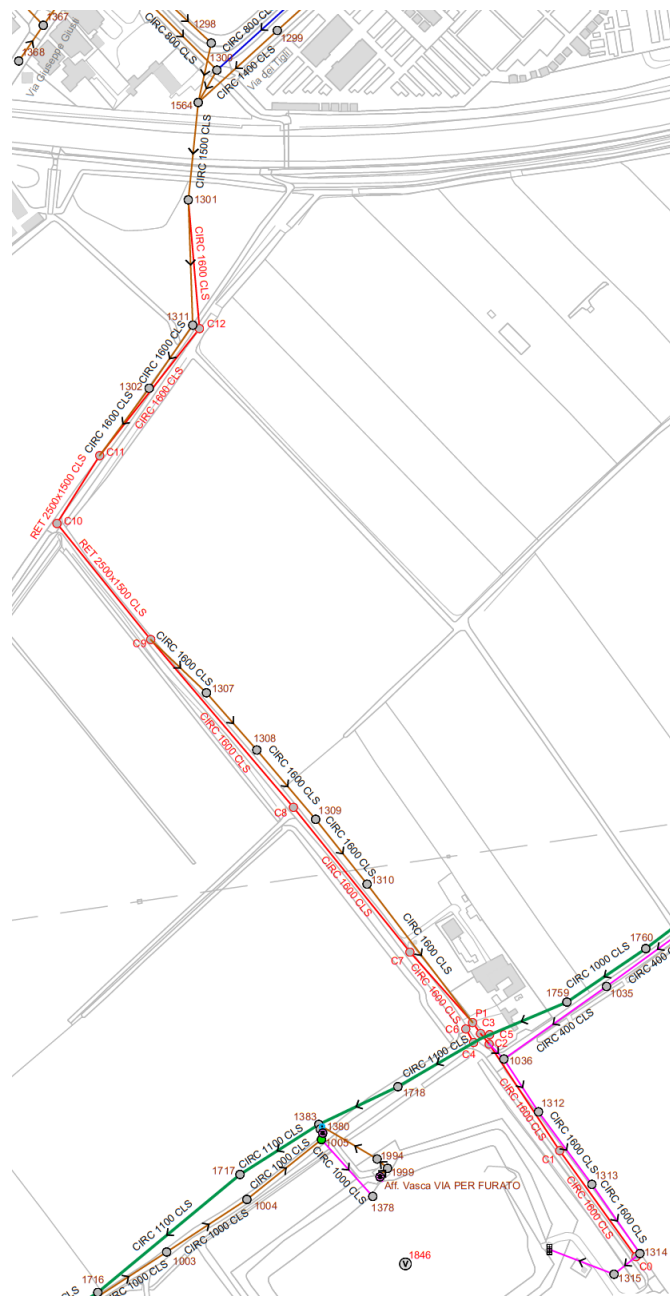 1367
1298
1368
Via Giuseppe Giusti
CIRC 800 CLS
1300
CIRC 800 CLS
1299
CIRC 1400 CLS
Via dei Tigli
1564
CIRC 1500 CLS
1301
CIRC 1600 CLS
1311
C12
CIRC 1600 CLS
1302
CIRC 1600 CLS
CIRC 1600 CLS
C11
RET 2500x1500 CLS
C10
RET 2500x1500 CLS
C9
CIRC 1600 CLS
1307
CIRC 1600 CLS
1308
CIRC 1600 CLS
C8
1309
CIRC 1600 CLS
CIRC 1600 CLS
1310
CIRC 1600 CLS
C7
CIRC 1600 CLS
1760
CIRC 400
1035
CIRC 1000 CLS
1759
CIRC 400 CLS
P1
C3
C6
C5
C2
C4
1036
CIRC 1100 CLS
1718
CIRC 1600 CLS
1312
CIRC 1600 CLS
C1
1313
CIRC 1600 CLS
1383
1380
1005
CIRC 1100 CLS
CIRC 1000 CLS
CIRC 1000 CLS
1994
1999
Aff. Vasca VIA PER FURATO
1378
1717
1004
CIRC 1100 CLS
CIRC 1000 CLS
1003
1846
V
1314
C0
1315
1716
CIRC 1000 CLS
CLS